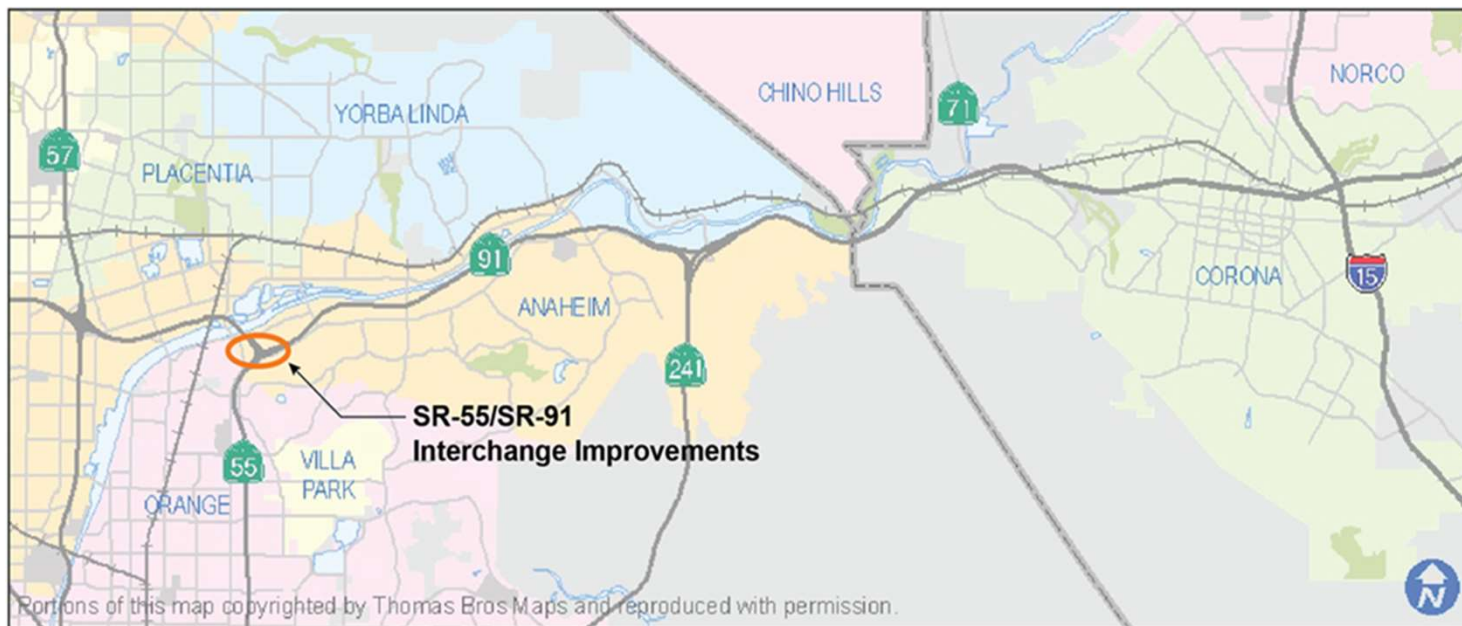 CHINO HILLS
71
NORCO
YORBA LINDA
57
PLACENTIA
91
ANAHEIM
CORONA
15
241
SR-55/SR-91
Interchange Improvements
55
VILLA
PARK
ORANGE
Portions of this map copyrighted by Thomas Bros Maps and reproduced with permission.
N